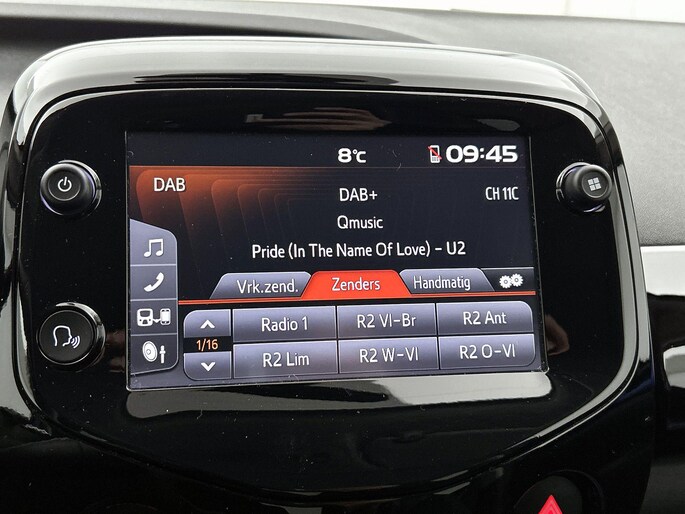 8°C 09:45
DAB DAB+ CH 11C
Qmusic
Pride (In The Name Of Love) - U2
Vrk.zend. Zenders Handmatig
Radio 1 R2 Vl-Br R2 Ant
1/16
R2 Lim R2 W-Vl R2 O-Vl